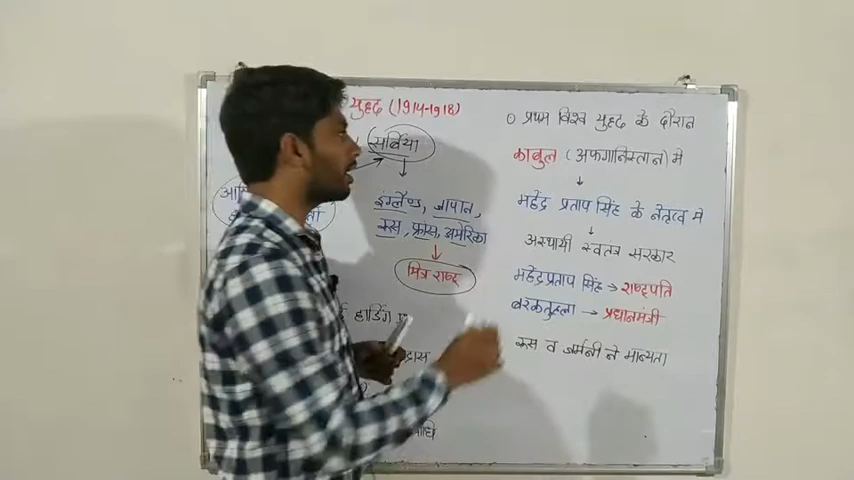 युद्ध (1914-1918)
सर्बिया
इंग्लैण्ड, जापान,
रूस, फ्रांस, अमेरिका
मित्र राष्ट्र
हार्डिंग
० प्रथम विश्व युद्ध के दौरान
काबुल (अफगानिस्तान) मे
महेंद्र प्रताप सिंह के नेतृत्व मे
अस्थायी स्वतंत्र सरकार
महेंद्रप्रताप सिंह → राष्ट्रपति
बरकतुल्ला → प्रधानमंत्री
रूस व जर्मनी ने मान्यता